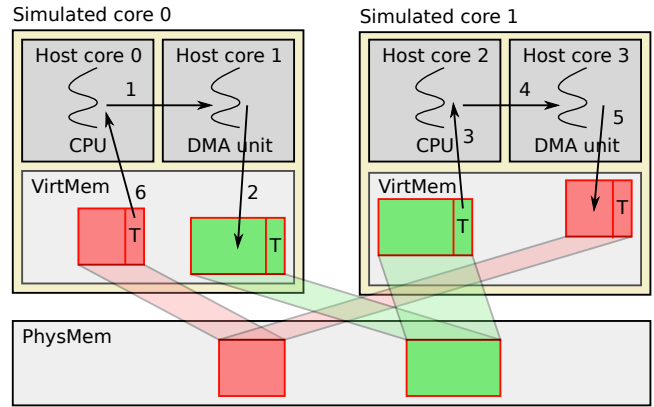 Simulated core 0
Host core 0
1
CPU
Host core 1
DMA unit
VirtMem
6
2
T
T
Simulated core 1
Host core 2
4
3
CPU
Host core 3
5
DMA unit
VirtMem
T
T
PhysMem